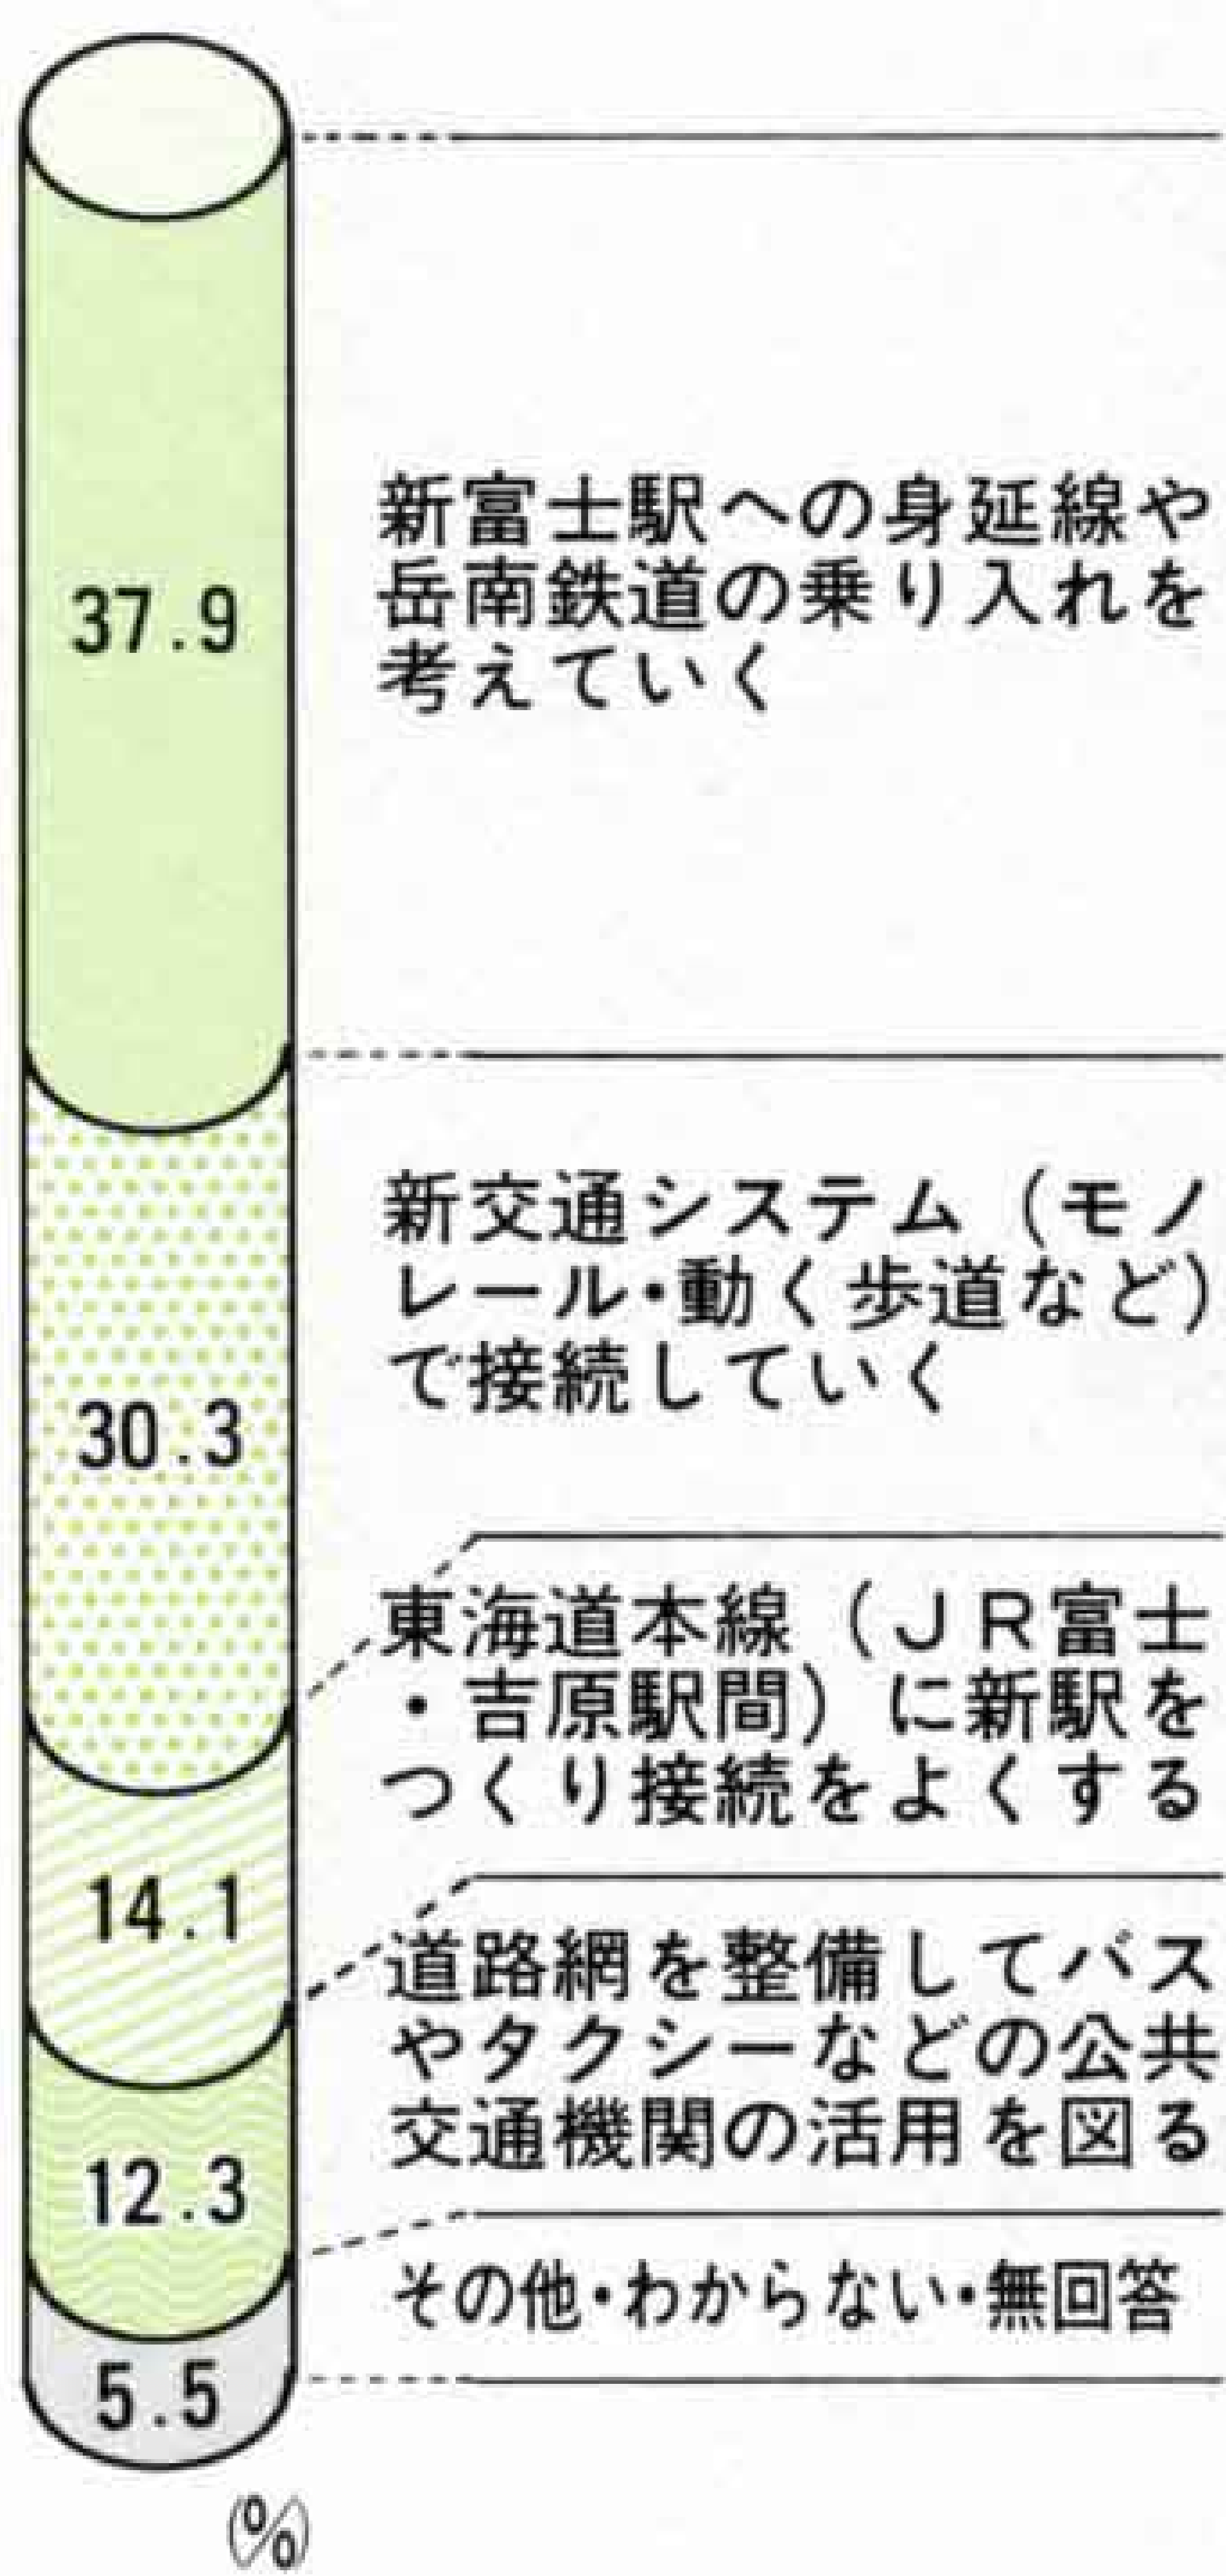 37.9
新富士駅への身延線や
岳南鉄道の乗り入れを
考えていく
30.3
新交通システム（モノ
レール・動く歩道など）
で接続していく
14.1
東海道本線（ＪＲ富士
・吉原駅間）に新駅を
つくり接続をよくする
12.3
道路網を整備してバス
やタクシーなどの公共
交通機関の活用を図る
5.5
その他・わからない・無回答
(%)